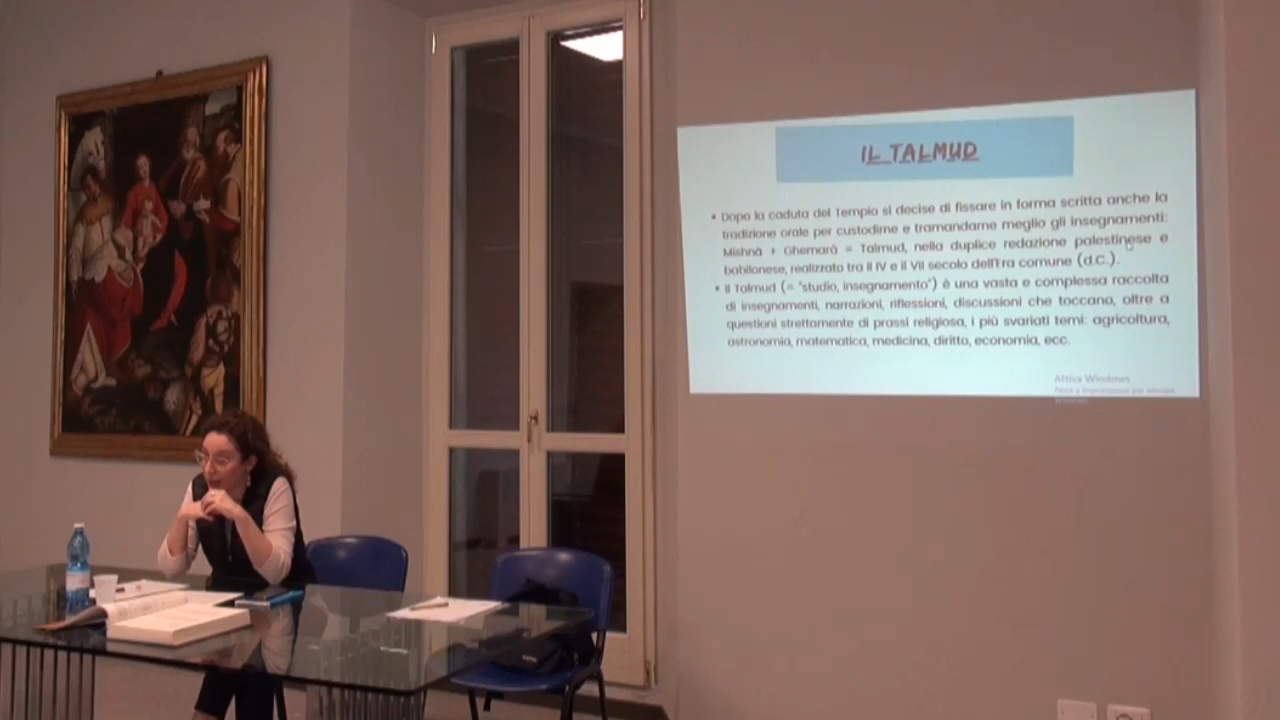 IL TALMUD
• Dopo la caduta del Tempio si decise di fissare in forma scritta anche la
tradizione orale per custodirne e tramandarne meglio gli insegnamenti:
Mishnà + Ghemarà = Talmud, nella duplice redazione palestinese e
babilonese, realizzato tra il IV e il VII secolo dell'Era comune (d.C.).
• Il Talmud (= "studio, insegnamento") è una vasta e complessa raccolta
di insegnamenti, narrazioni, riflessioni, discussioni che toccano, oltre a
questioni strettamente di prassi religiosa, i più svariati temi: agricoltura,
astronomia, matematica, medicina, diritto, economia, ecc.
Attiva Windows